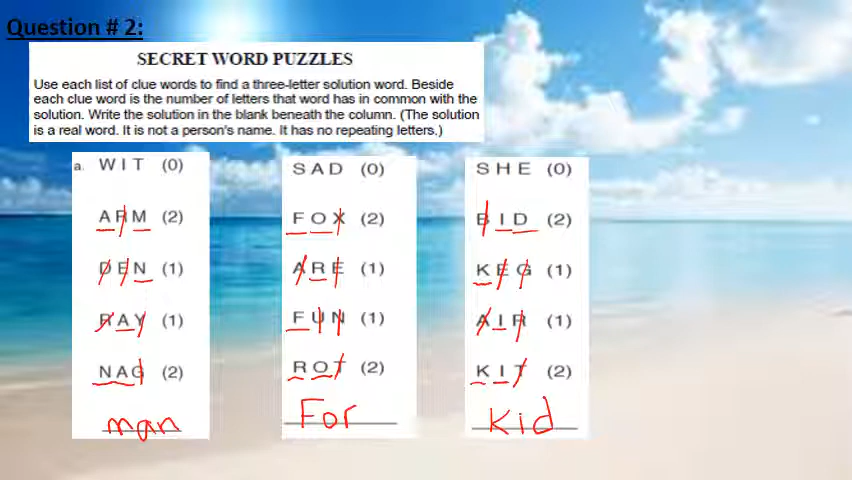 Question # 2:
SECRET WORD PUZZLES
Use each list of clue words to find a three-letter solution word. Beside
each clue word is the number of letters that word has in common with the
solution. Write the solution in the blank beneath the column. (The solution
is a real word. It is not a person's name. It has no repeating letters.)
a. WIT (0)
ARM (2)
DEN (1)
RAY (1)
NAG (2)
man
SAD (0)
FOX (2)
ARE (1)
FUN (1)
ROT (2)
For
SHE (0)
BID (2)
KEG (1)
AIR (1)
KIT (2)
Kid